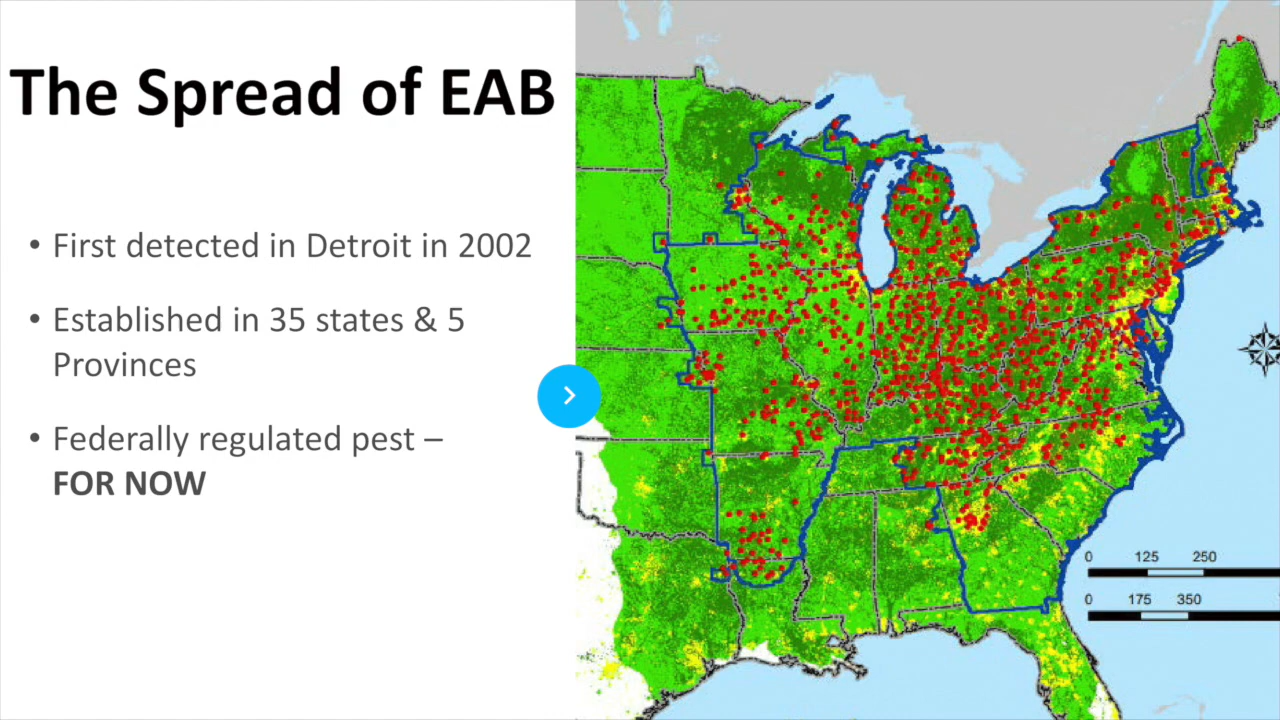 The Spread of EAB
• First detected in Detroit in 2002
• Established in 35 states & 5
Provinces
• Federally regulated pest –
FOR NOW
0 125 250
0 175 350